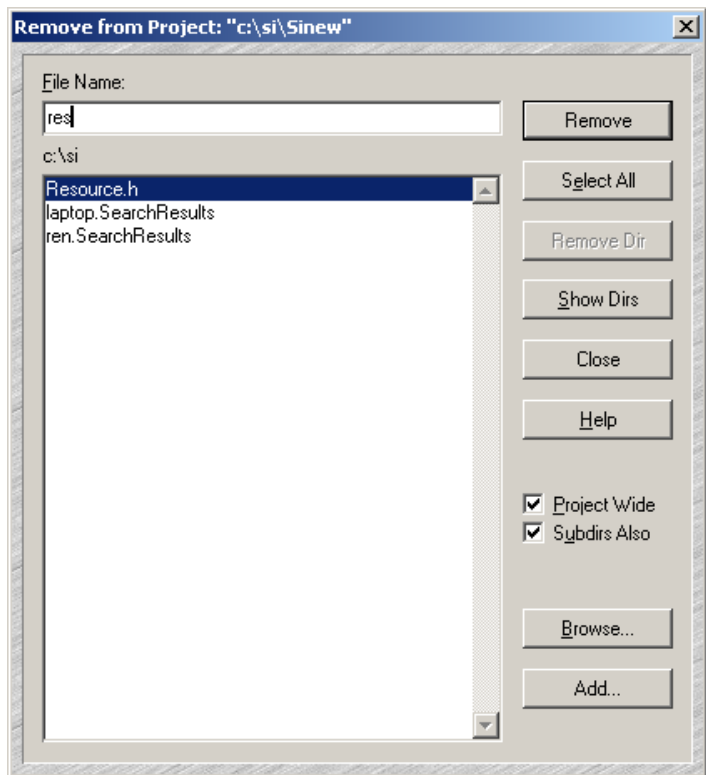 Remove from Project: "c:\si\Sinew"
File Name:
res
Remove
c:\si
Select All
Resource.h
laptop.SearchResults
ren.SearchResults
Remove Dir
Show Dirs
Close
Help
Project Wide
Subdirs Also
Browse...
Add...